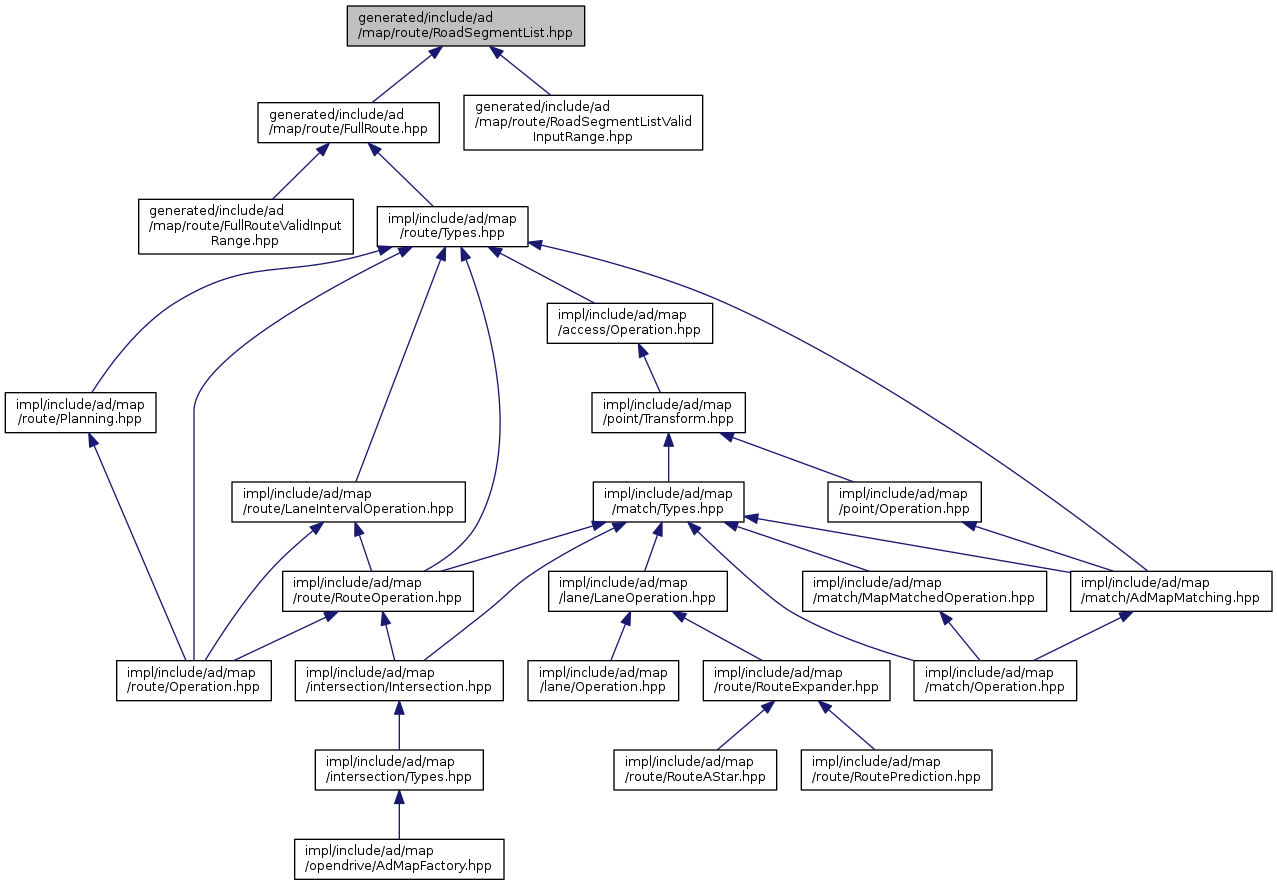 generated/include/ad
/map/route/RoadSegmentList.hpp
generated/include/ad
/map/route/FullRoute.hpp
generated/include/ad
/map/route/RoadSegmentListValid
InputRange.hpp
generated/include/ad
/map/route/FullRouteValidInput
Range.hpp
impl/include/ad/map
/route/Types.hpp
impl/include/ad/map
/access/Operation.hpp
impl/include/ad/map
/route/Planning.hpp
impl/include/ad/map
/point/Transform.hpp
impl/include/ad/map
/route/LaneIntervalOperation.hpp
impl/include/ad/map
/match/Types.hpp
impl/include/ad/map
/point/Operation.hpp
impl/include/ad/map
/route/RouteOperation.hpp
impl/include/ad/map
/lane/LaneOperation.hpp
impl/include/ad/map
/match/MapMatchedOperation.hpp
impl/include/ad/map
/match/AdMapMatching.hpp
impl/include/ad/map
/route/Operation.hpp
impl/include/ad/map
/intersection/Intersection.hpp
impl/include/ad/map
/lane/Operation.hpp
impl/include/ad/map
/route/RouteExpander.hpp
impl/include/ad/map
/match/Operation.hpp
impl/include/ad/map
/intersection/Types.hpp
impl/include/ad/map
/route/RouteAStar.hpp
impl/include/ad/map
/route/RoutePrediction.hpp
impl/include/ad/map
/opendrive/AdMapFactory.hpp